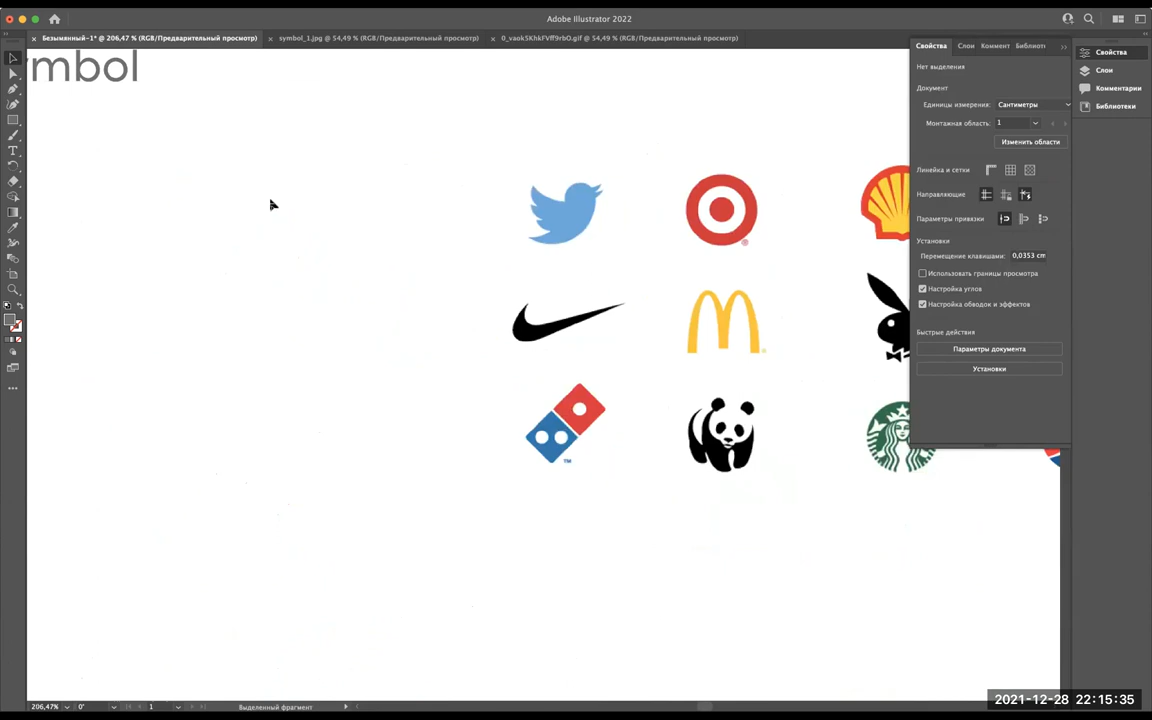 Adobe Illustrator 2022
Безымянный-1* @ 206,47 % (RGB/Предварительный просмотр)
symbol_1.jpg @ 54,49 % (RGB/Предварительный просмотр)
0_vaok5KhkFVff9rbO.gif @ 54,49 % (RGB/Предварительный просмотр)
ymbol
Свойства
Слои
Коммент
Библиоте
Нет выделения
Документ
Единицы измерения: Сантиметры
Монтажная область: 1
Изменить области
Линейка и сетки
Направляющие
Параметры привязки
Установки
Перемещение клавишами: 0,0353 cm
Использовать границы просмотра
Настройка углов
Настройка обводок и эффектов
Быстрые действия
Параметры документа
Установки
Свойства
Слои
Комментарии
Библиотеки
®
®
TM
206,47%
0°
1
Выделенный фрагмент
2021-12-28 22:15:35